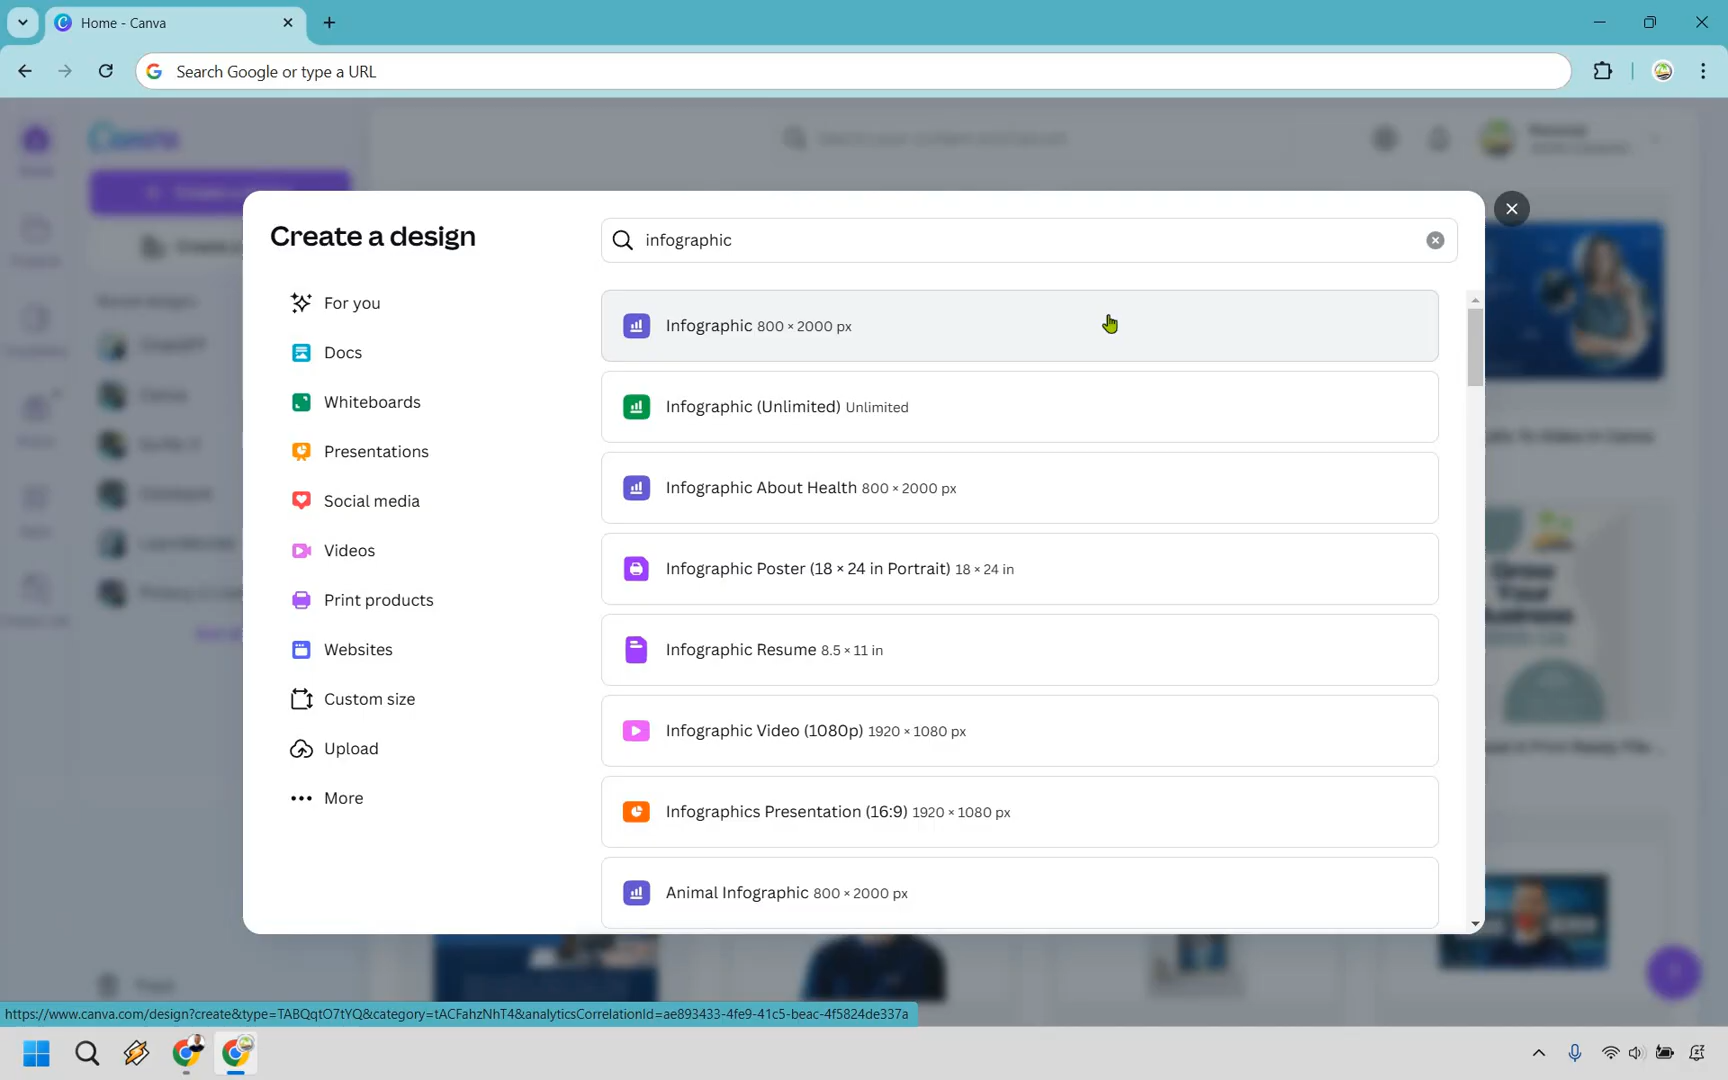 Home - Canva
Search Google or type a URL
Canva
Create a design
infographic
For you
Docs
Whiteboards
Presentations
Social media
Videos
Print products
Websites
Custom size
Upload
More
Infographic 800 × 2000 px
Infographic (Unlimited) Unlimited
Infographic About Health 800 × 2000 px
Infographic Poster (18 × 24 in Portrait) 18 × 24 in
Infographic Resume 8.5 × 11 in
Infographic Video (1080p) 1920 × 1080 px
Infographics Presentation (16:9) 1920 × 1080 px
Animal Infographic 800 × 2000 px
Grow
Your
Business
https://www.canva.com/design?create&type=TABQqtO7tYQ&category=tACFahzNhT4&analyticsCorrelationId=ae893433-4fe9-41c5-beac-4f5824de337a